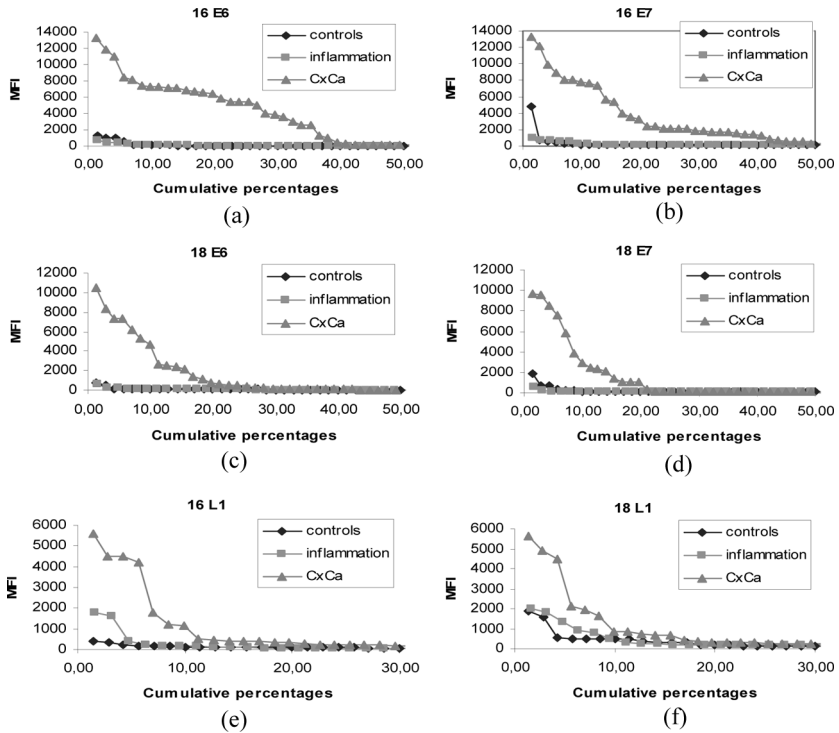 16 E6
MFI
14000
12000
10000
8000
6000
4000
2000
0
0,00 10,00 20,00 30,00 40,00 50,00
Cumulative percentages
controls
inflammation
CxCa
(a)
16 E7
MFI
14000
12000
10000
8000
6000
4000
2000
0
0,00 10,00 20,00 30,00 40,00 50,00
Cumulative percentages
controls
inflammation
CxCa
(b)
18 E6
MFI
12000
10000
8000
6000
4000
2000
0
0,00 10,00 20,00 30,00 40,00 50,00
Cumulative percentages
controls
inflammation
CxCa
(c)
18 E7
MFI
12000
10000
8000
6000
4000
2000
0
0,00 10,00 20,00 30,00 40,00 50,00
Cumulative percentages
controls
inflammation
CxCa
(d)
16 L1
MFI
6000
5000
4000
3000
2000
1000
0
0,00 10,00 20,00 30,00
Cumulative percentages
controls
inflammation
CxCa
(e)
18 L1
MFI
6000
5000
4000
3000
2000
1000
0
0,00 10,00 20,00 30,00
Cumulative percentages
controls
inflammation
CxCa
(f)